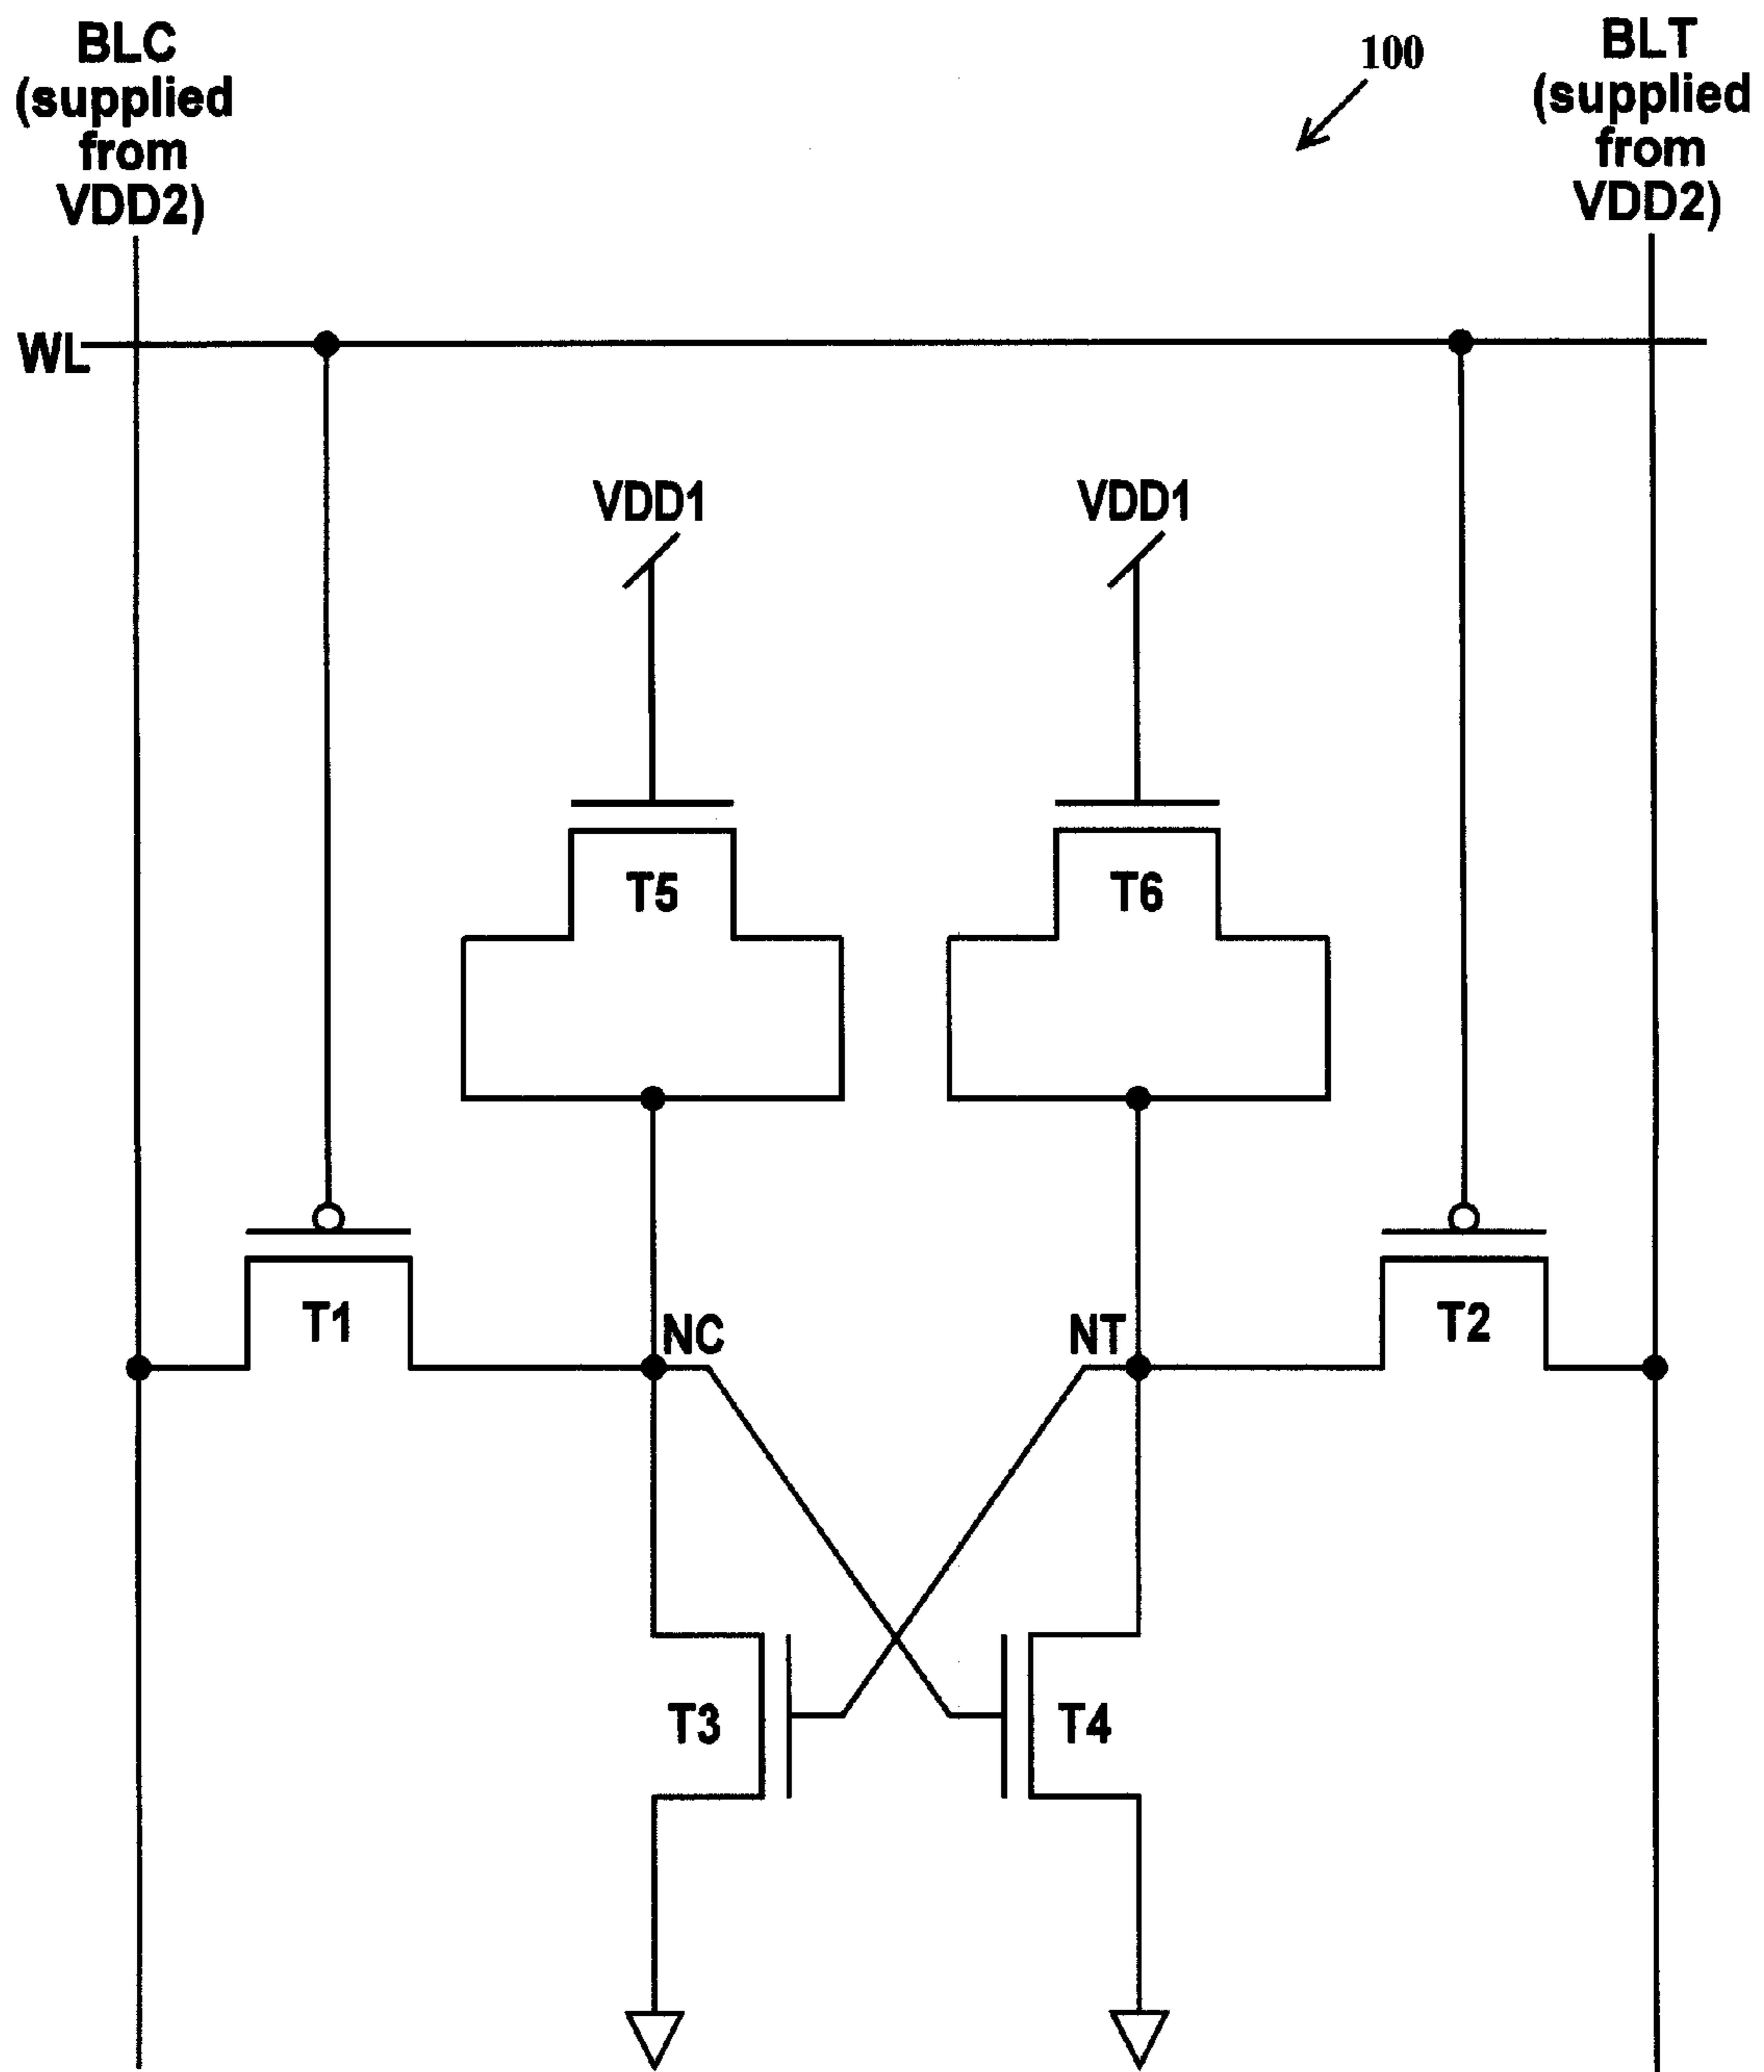 BLC
(supplied
from
VDD2)
100
BLT
(supplied
from
VDD2)
WL
VDD1
VDD1
T5
T6
T1
NC
NT
T2
T3
T4